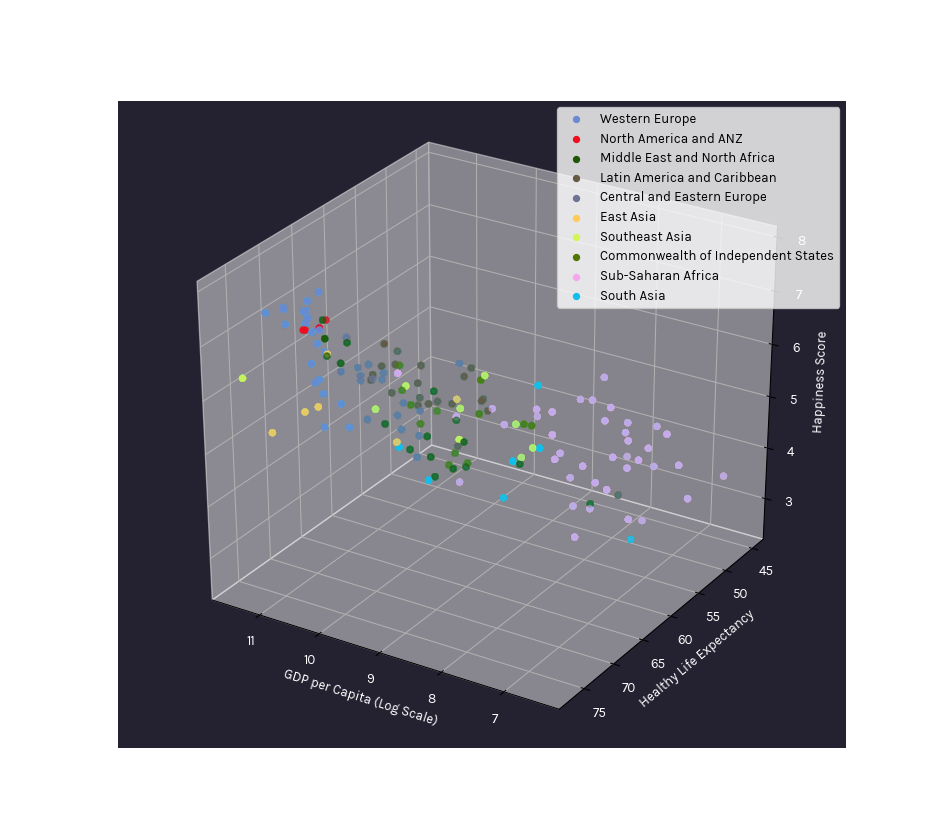 Western Europe
North America and ANZ
Middle East and North Africa
Latin America and Caribbean
Central and Eastern Europe
East Asia
Southeast Asia
Commonwealth of Independent States
Sub-Saharan Africa
South Asia
8
7
6
5
4
3
Happiness Score
45
50
55
60
65
70
75
Healthy Life Expectancy
11
10
9
8
7
GDP per Capita (Log Scale)